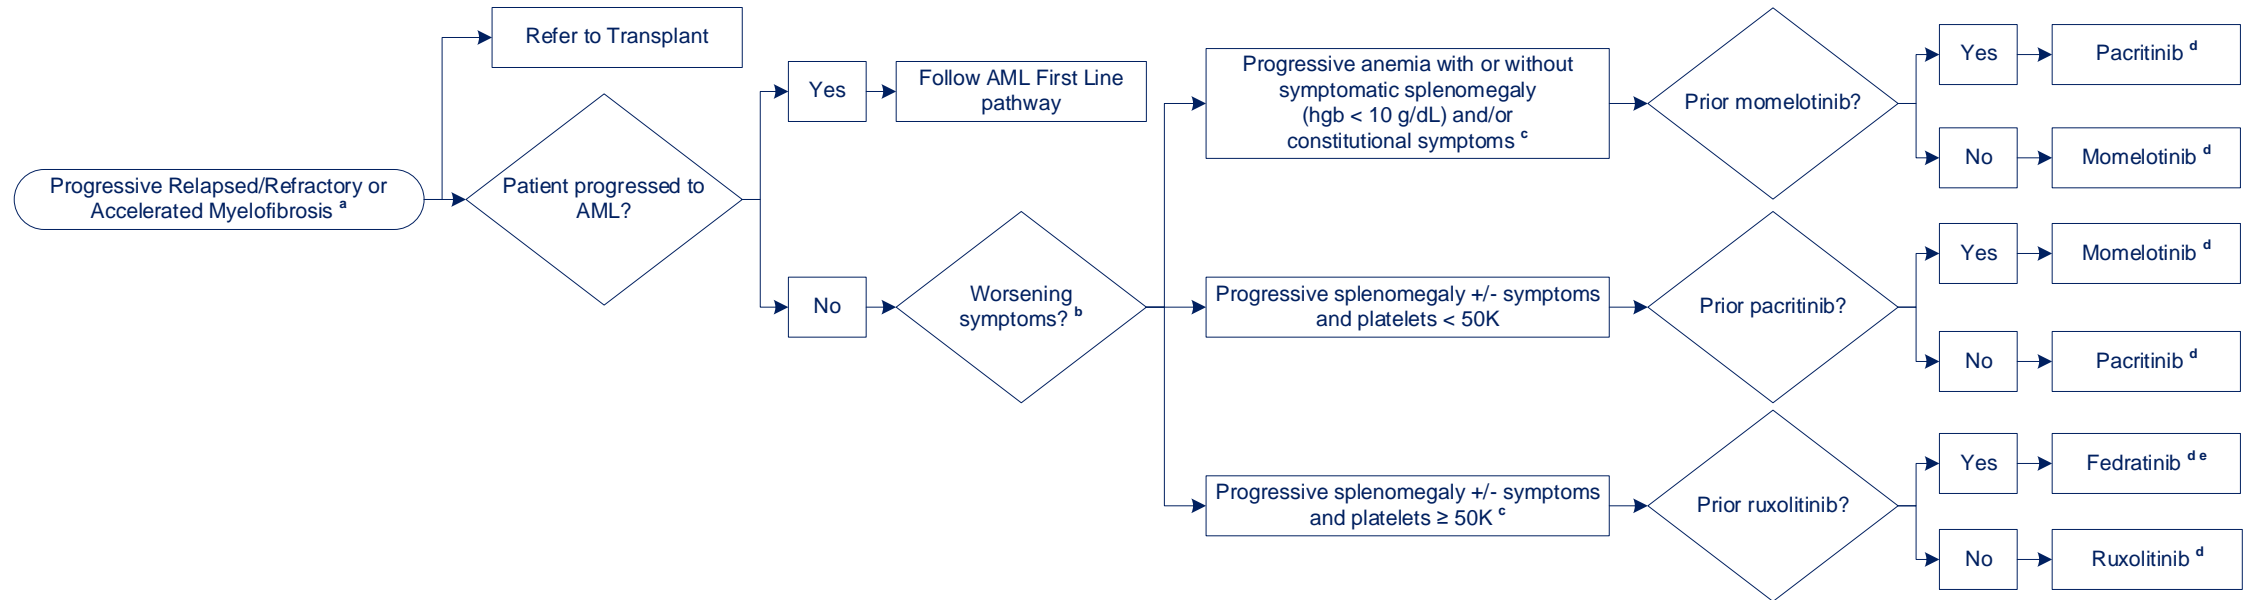 Refer to Transplant
Progressive Relapsed/Refractory or
Accelerated Myelofibrosis a
Patient progressed to
AML?
Yes
Follow AML First Line
pathway
No
Worsening
symptoms? b
Progressive anemia with or without
symptomatic splenomegaly
(hgb < 10 g/dL) and/or
constitutional symptoms c
Prior momelotinib?
Yes
Pacritinib d
No
Momelotinib d
Progressive splenomegaly +/- symptoms
and platelets < 50K
Prior pacritinib?
Yes
Momelotinib d
No
Pacritinib d
Progressive splenomegaly +/- symptoms
and platelets ≥ 50K c
Prior ruxolitinib?
Yes
Fedratinib d e
No
Ruxolitinib d